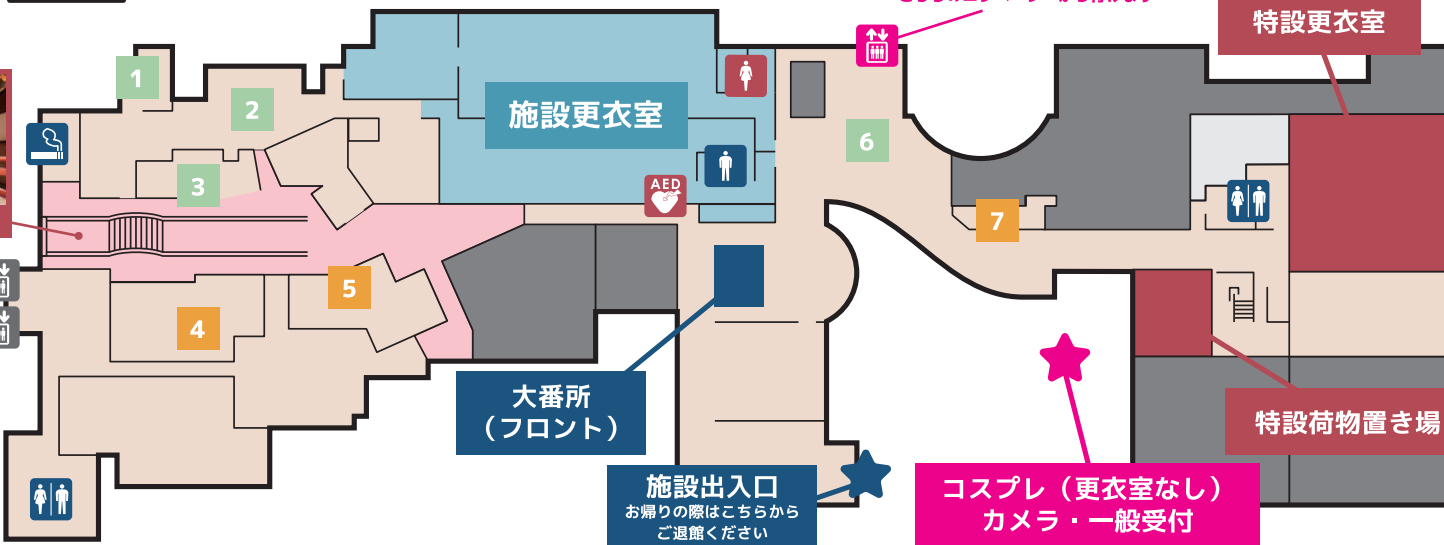 特設更衣室
1
2
施設更衣室
6
3
AED
7
5
4
大番所
（フロント）
特設荷物置き場
施設出入口
お帰りの際はこちらから
ご退館ください
コスプレ（更衣室なし）
カメラ・一般受付